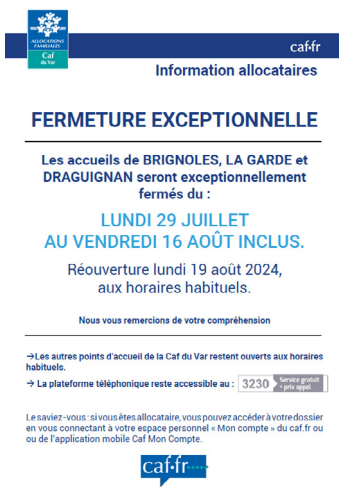 ALLOCATIONS
FAMILIALES
Caf
du Var
caf•fr
Information allocataires
FERMETURE EXCEPTIONNELLE
Les accueils de BRIGNOLES, LA GARDE et
DRAGUIGNAN seront exceptionnellement
fermés du :
LUNDI 29 JUILLET
AU VENDREDI 16 AOÛT INCLUS.
Réouverture lundi 19 août 2024,
aux horaires habituels.
Nous vous remercions de votre compréhension
→Les autres points d'accueil de la Caf du Var restent ouverts aux horaires
habituels.
→ La plateforme téléphonique reste accessible au : 3230 Service gratuit
+ prix appel
Le saviez-vous : si vous êtes allocataire, vous pouvez accéder à votre dossier
en vous connectant à votre espace personnel « Mon compte » du caf.fr ou
ou de l'application mobile Caf Mon Compte.
caf•fr